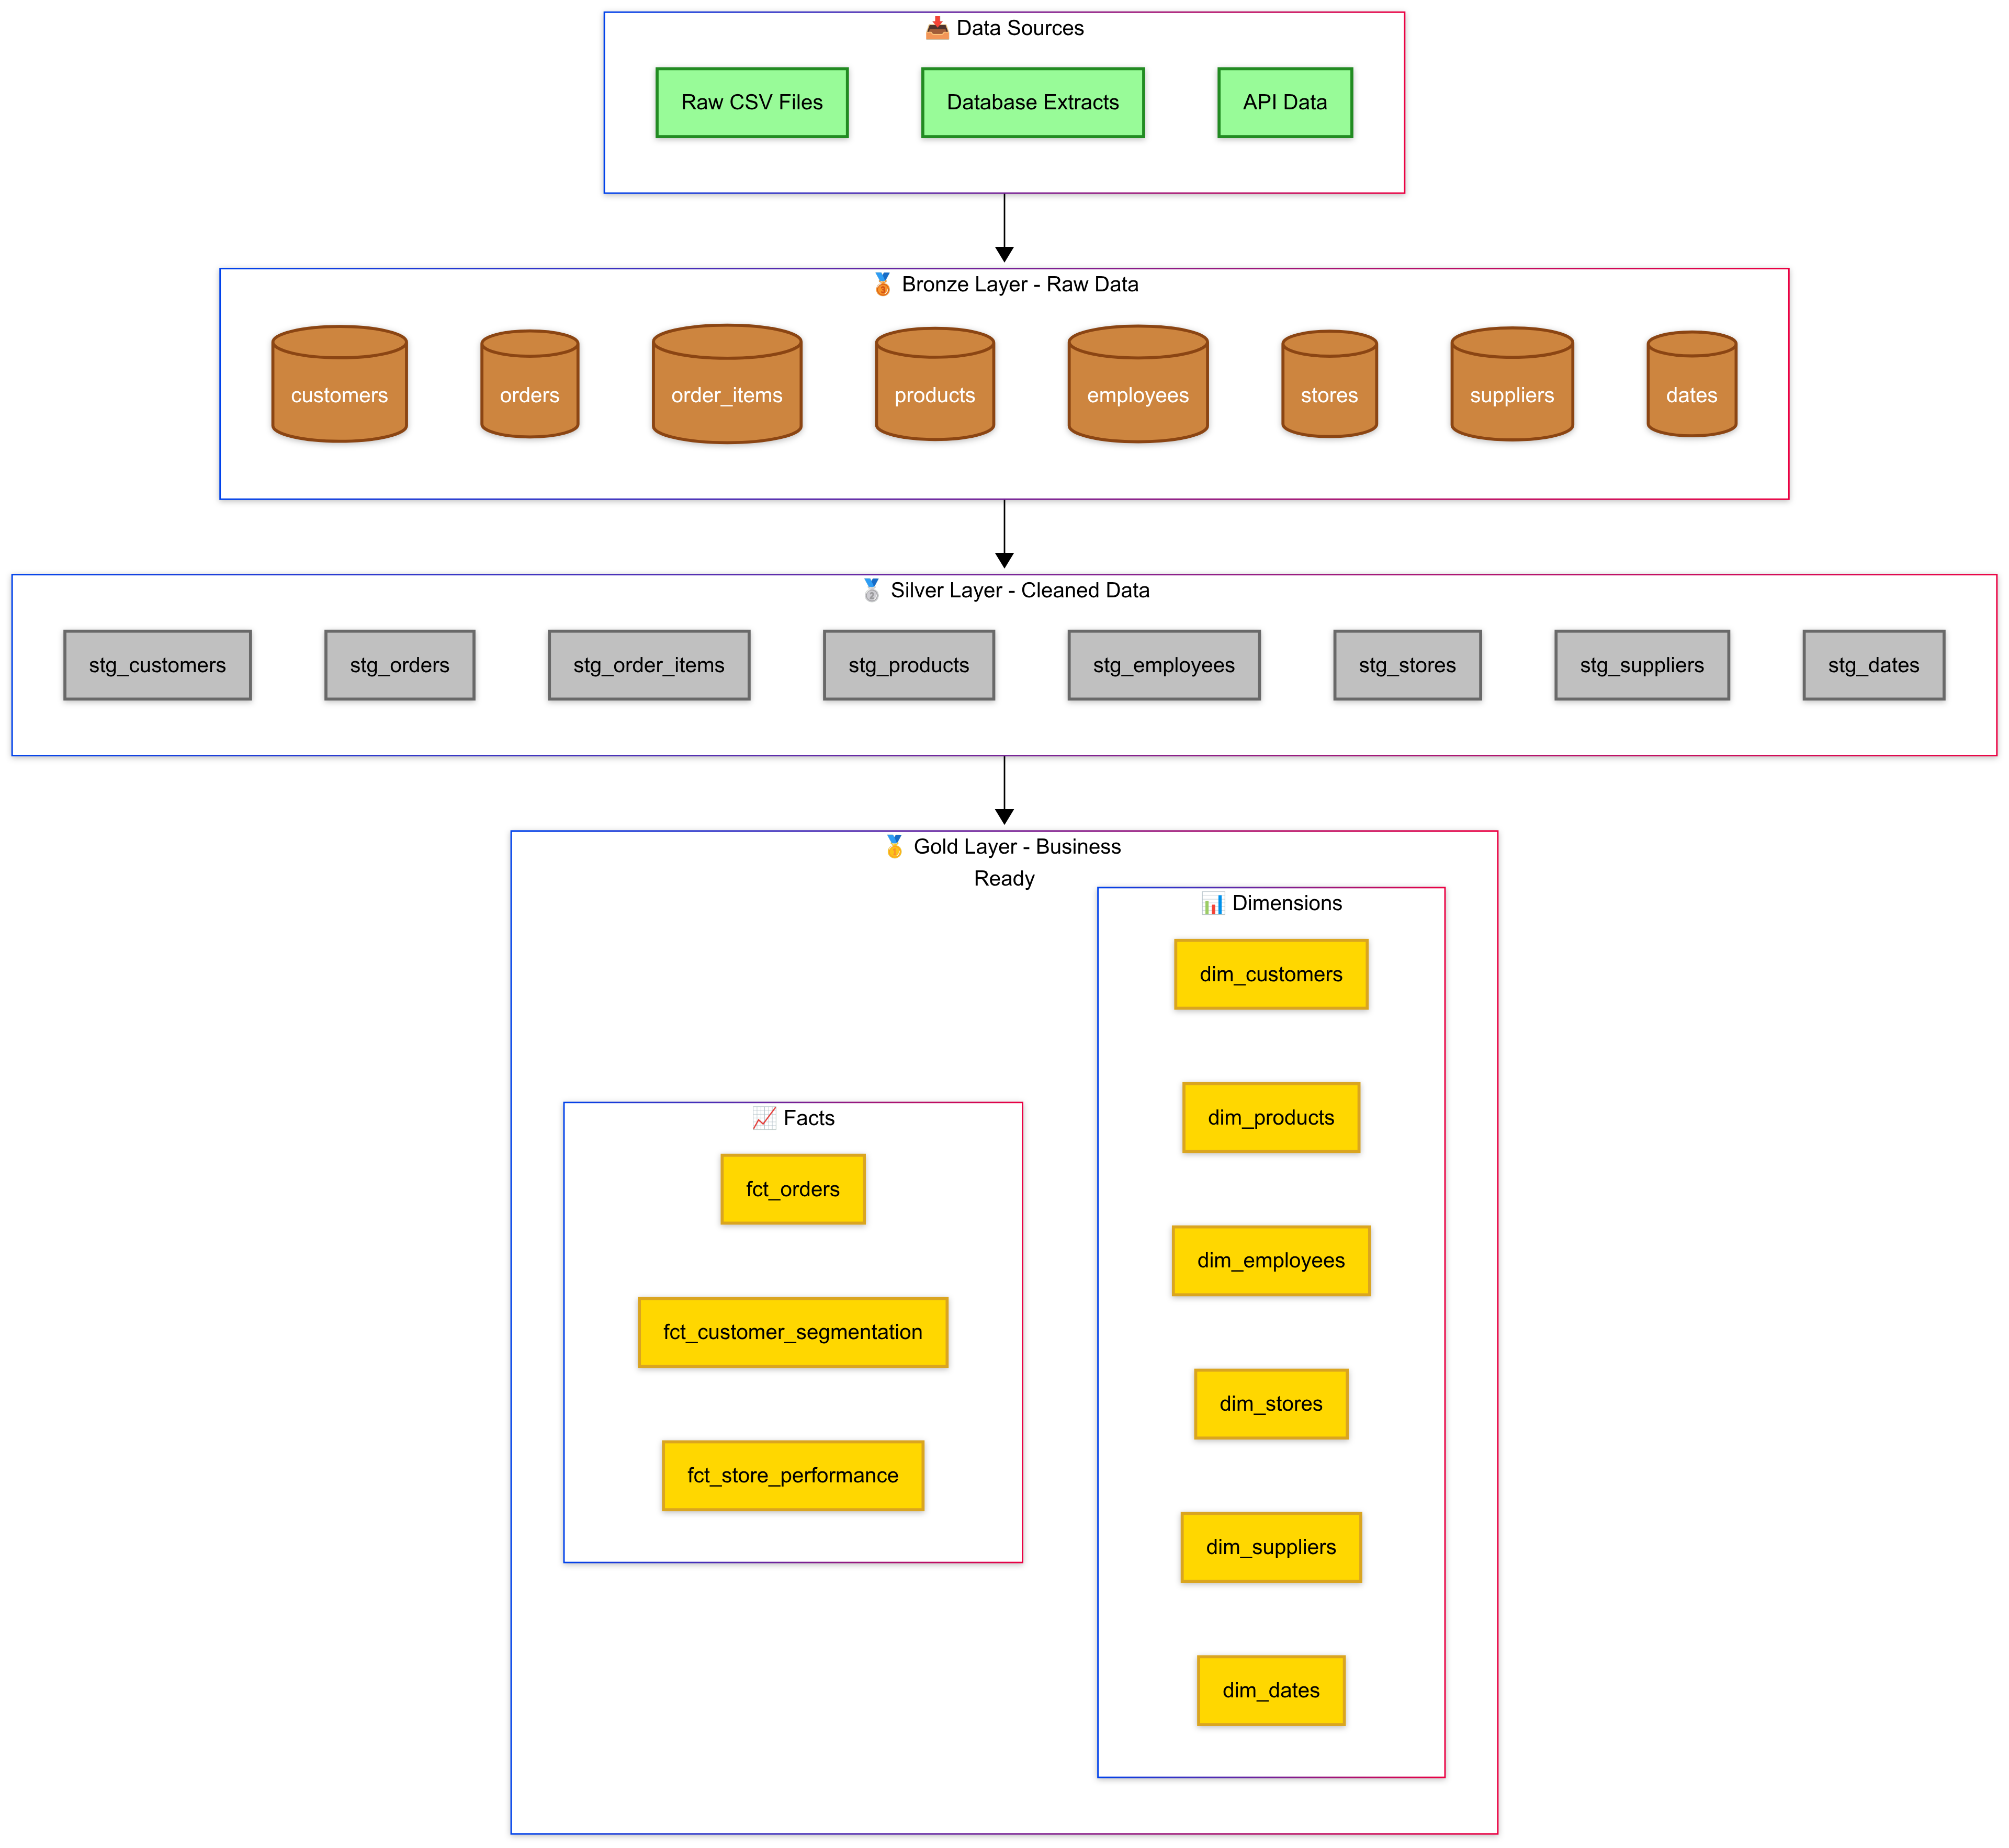 📥 Data Sources
Raw CSV Files
Database Extracts
API Data
🥉 Bronze Layer - Raw Data
customers
orders
order_items
products
employees
stores
suppliers
dates
🥈 Silver Layer - Cleaned Data
stg_customers
stg_orders
stg_order_items
stg_products
stg_employees
stg_stores
stg_suppliers
stg_dates
🥇 Gold Layer - Business
Ready
📈 Facts
fct_orders
fct_customer_segmentation
fct_store_performance
📊 Dimensions
dim_customers
dim_products
dim_employees
dim_stores
dim_suppliers
dim_dates